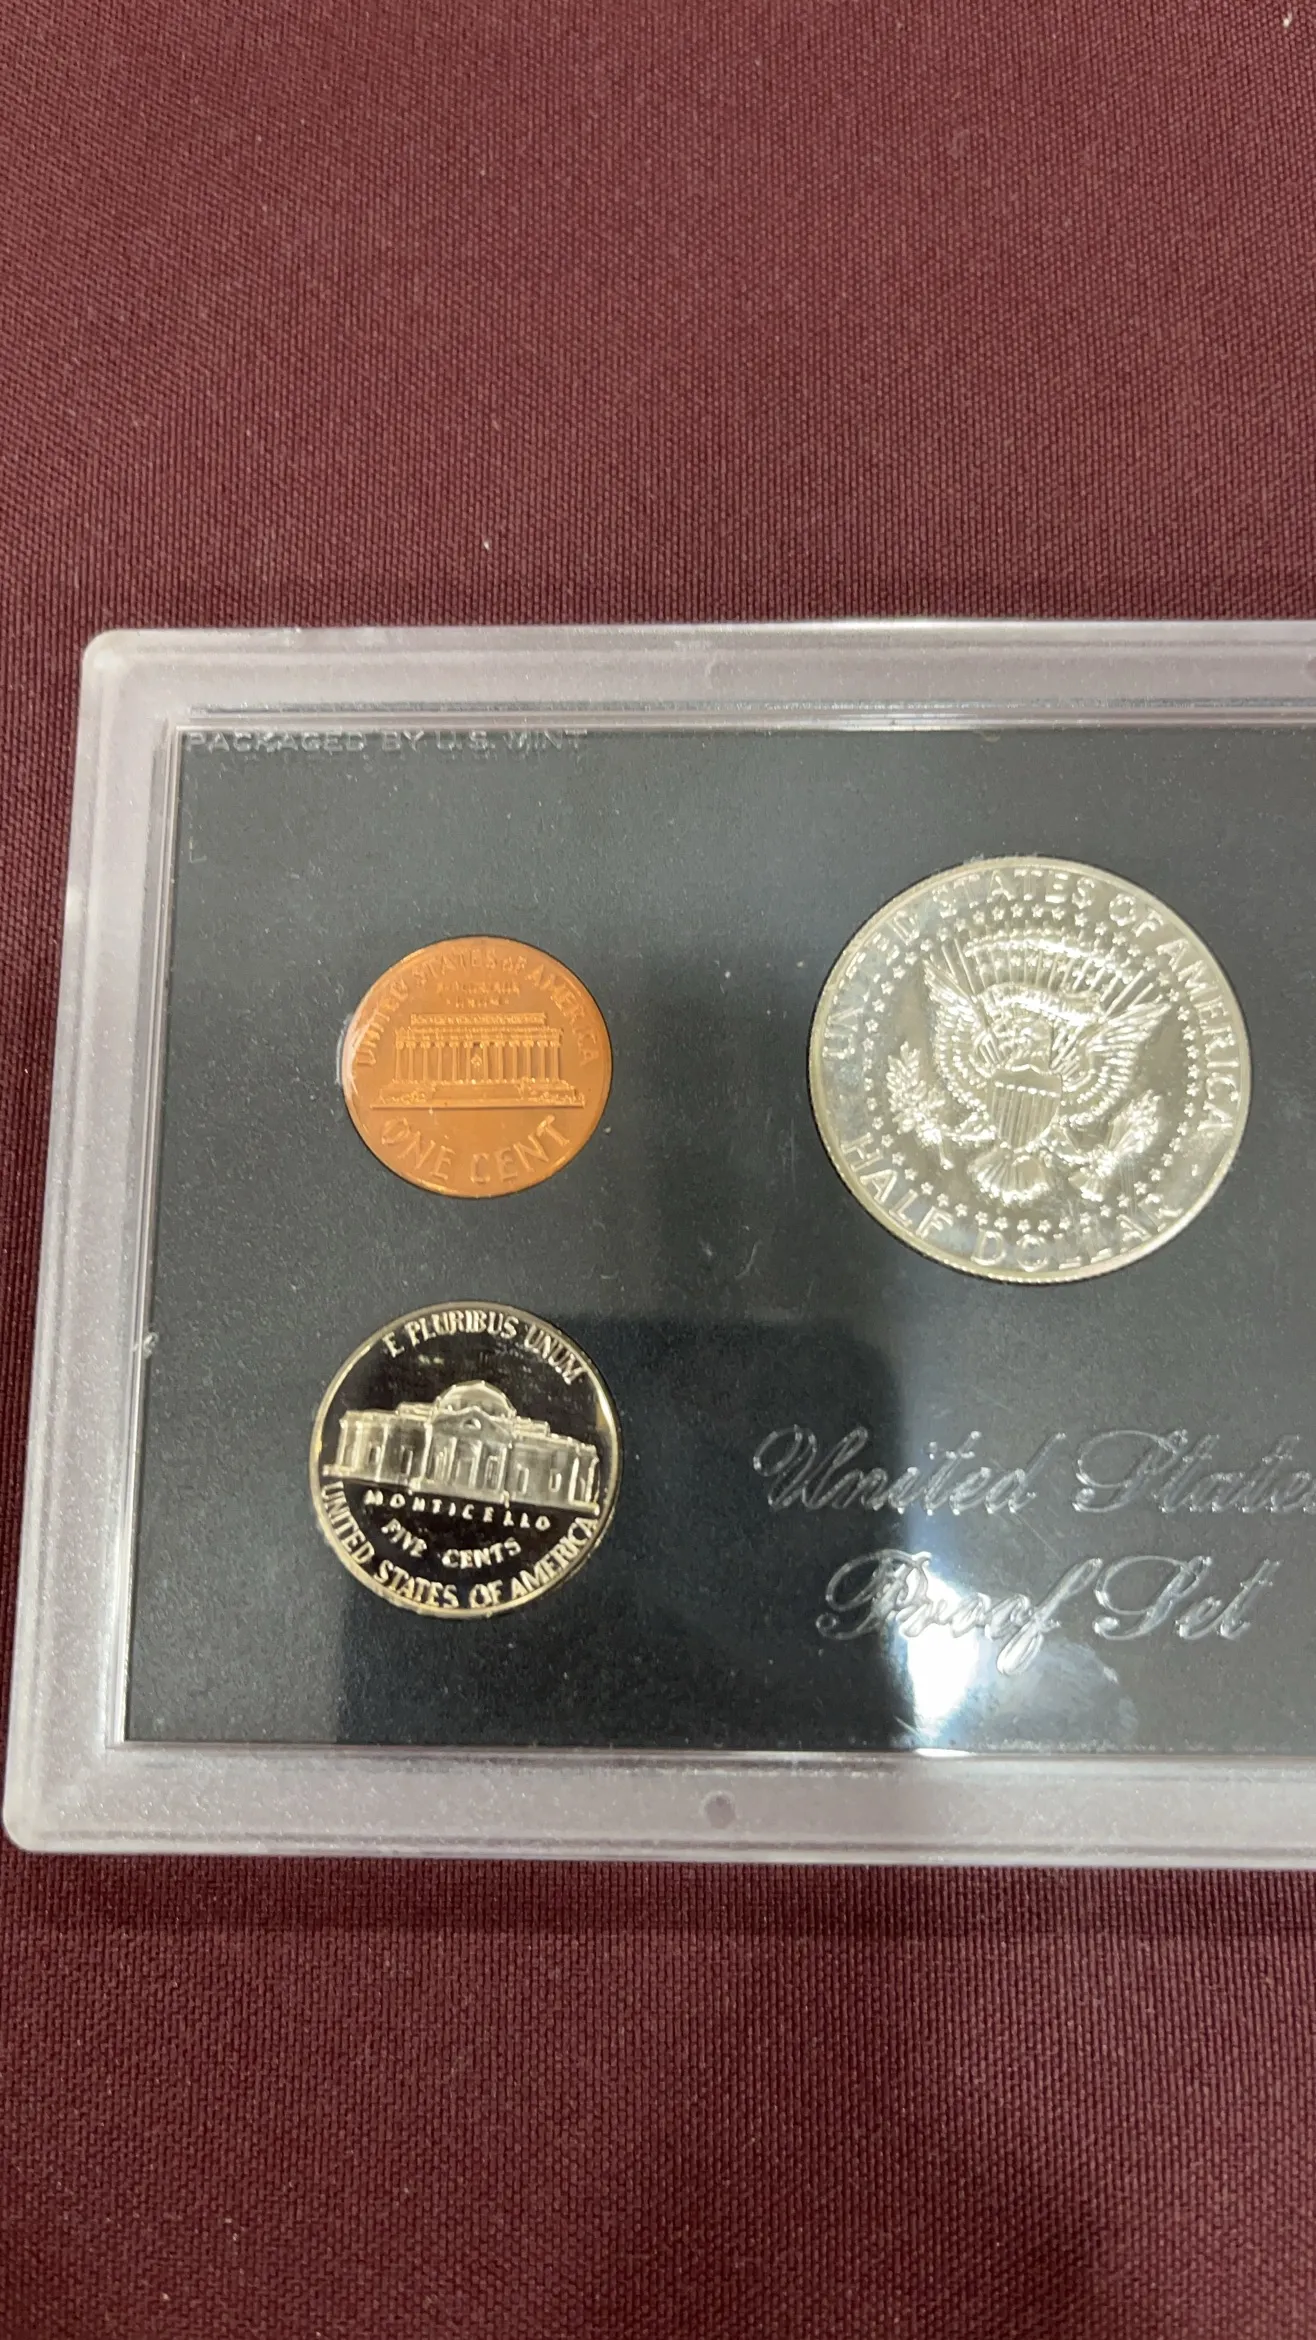 PACKAGED BY U.S. MINT
UNITED STATES OF AMERICA
ONE CENT
UNITED STATES OF AMERICA
HALF DOLLAR
E PLURIBUS UNUM
MONTICELLO
FIVE CENTS
UNITED STATES OF AMERICA
United States
Proof Set